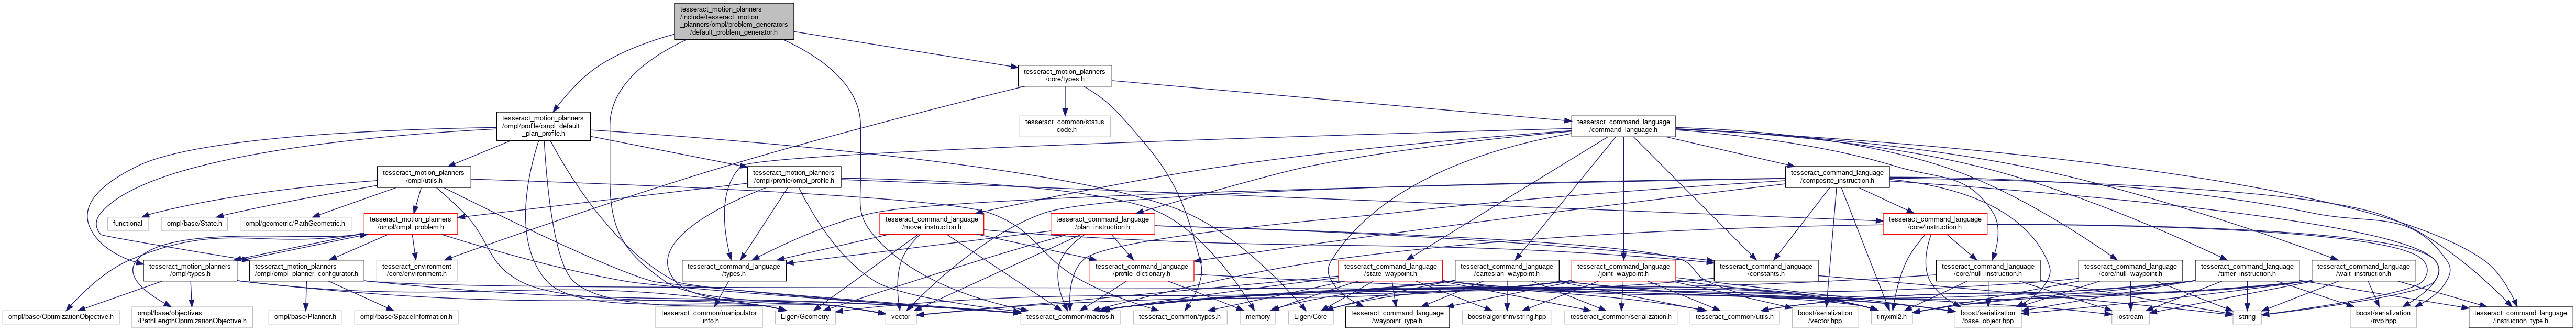 tesseract_motion_planners
/include/tesseract_motion
_planners/ompl/problem_generators
/default_problem_generator.h
tesseract_motion_planners
/core/types.h
tesseract_motion_planners
/ompl/profile/ompl_default
_plan_profile.h
tesseract_common/status
_code.h
tesseract_command_language
/command_language.h
tesseract_motion_planners
/ompl/utils.h
tesseract_motion_planners
/ompl/profile/ompl_profile.h
tesseract_command_language
/composite_instruction.h
functional
ompl/base/State.h
ompl/geometric/PathGeometric.h
tesseract_motion_planners
/ompl/ompl_problem.h
tesseract_command_language
/move_instruction.h
tesseract_command_language
/plan_instruction.h
tesseract_command_language
/core/instruction.h
tesseract_motion_planners
/ompl/types.h
tesseract_motion_planners
/ompl/ompl_planner_configurator.h
tesseract_environment
/core/environment.h
tesseract_command_language
/types.h
tesseract_command_language
/profile_dictionary.h
tesseract_command_language
/state_waypoint.h
tesseract_command_language
/cartesian_waypoint.h
tesseract_command_language
/joint_waypoint.h
tesseract_command_language
/constants.h
tesseract_command_language
/core/null_instruction.h
tesseract_command_language
/core/null_waypoint.h
tesseract_command_language
/timer_instruction.h
tesseract_command_language
/wait_instruction.h
ompl/base/OptimizationObjective.h
ompl/base/objectives
/PathLengthOptimizationObjective.h
ompl/base/Planner.h
ompl/base/SpaceInformation.h
tesseract_common/manipulator
_info.h
Eigen/Geometry
vector
tesseract_common/macros.h
tesseract_common/types.h
memory
Eigen/Core
tesseract_command_language
/waypoint_type.h
boost/algorithm/string.hpp
tesseract_common/serialization.h
tesseract_common/utils.h
boost/serialization
/vector.hpp
tinyxml2.h
boost/serialization
/base_object.hpp
iostream
string
boost/serialization
/nvp.hpp
tesseract_command_language
/instruction_type.h